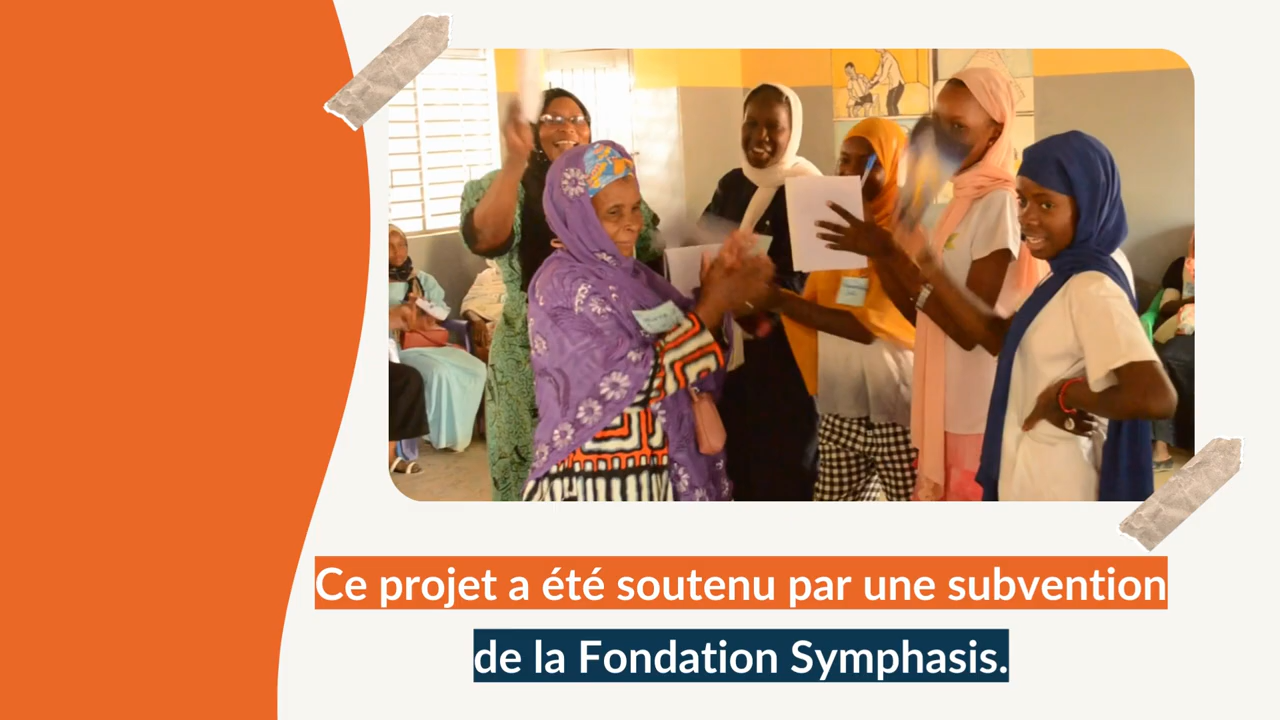 Ce projet a été soutenu par une subvention
de la Fondation Symphasis.